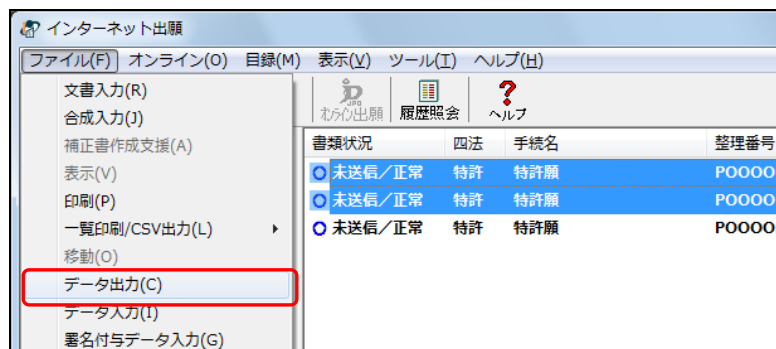 インターネット出願
ファイル(F) オンライン(O) 目録(M) 表示(V) ツール(T) ヘルプ(H)
文書入力(R)
合成入力(J)
補正書作成支援(A)
表示(V)
印刷(P)
一覧印刷/CSV出力(L)
移動(O)
データ出力(C)
データ入力(I)
署名付与データ入力(G)
JPO
オンライン出願 履歴照会 ヘルプ
書類状況 四法 手続名 整理番号
未送信/正常 特許 特許願 P0000
未送信/正常 特許 特許願 P0000
未送信/正常 特許 特許願 P0000